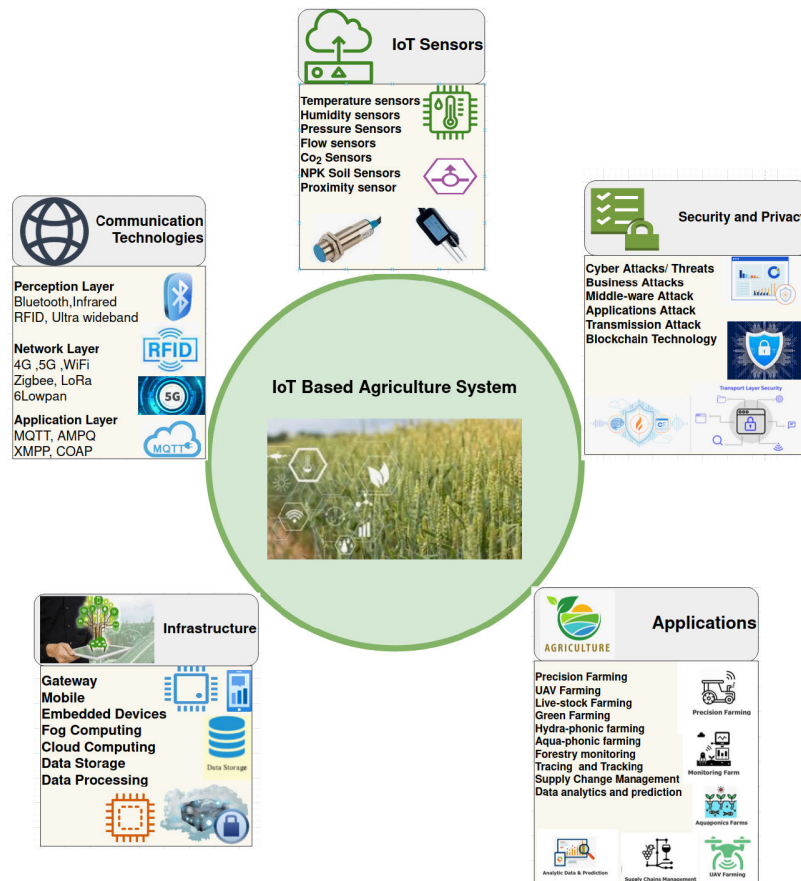 IoT Sensors
Temperature sensors
Humidity sensors
Pressure Sensors
Flow sensors
Co₂ Sensors
NPK Soil Sensors
Proximity sensor
Communication
Technologies
Perception Layer
Bluetooth,Infrared
RFID, Ultra wideband
Network Layer
4G ,5G ,WiFi
Zigbee, LoRa
6Lowpan
Application Layer
MQTT, AMPQ
XMPP, COAP
RFID
5G
MQTT
Security and Privacy
Cyber Attacks/ Threats
Business Attacks
Middle-ware Attack
Applications Attack
Transmission Attack
Blockchain Technology
Transport Layer Security
IoT Based Agriculture System
Infrastructure
Gateway
Mobile
Embedded Devices
Fog Computing
Cloud Computing
Data Storage
Data Processing
Data Storage
AGRICULTURE
Applications
Precision Farming
UAV Farming
Live-stock Farming
Green Farming
Hydra-phonic farming
Aqua-phonic farming
Forestry monitoring
Tracing and Tracking
Supply Change Management
Data analytics and prediction
Precision Farming
Monitoring Farm
Aquaponics Farms
Analytic Data & Prediction
Supply Chains Management
UAV Farming